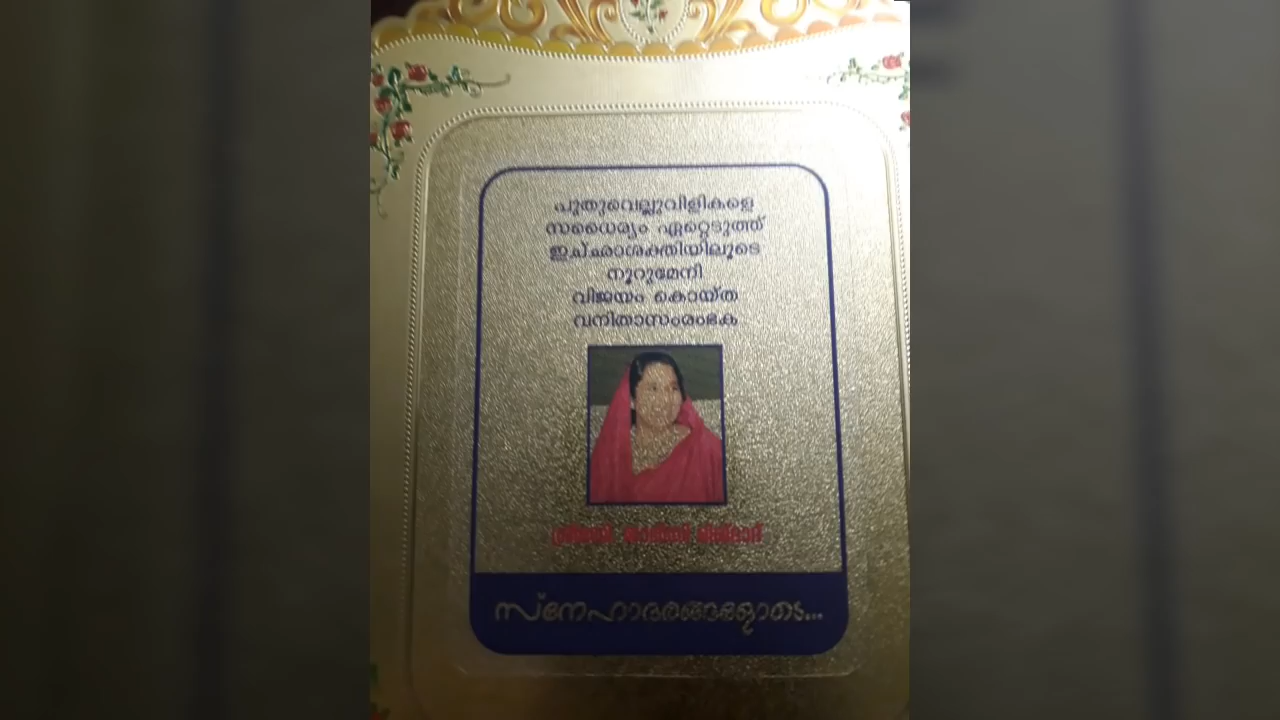 പുതുവെല്ലുവിളികളെ
സധൈര്യം ഏറ്റെടുത്ത്
ഇച്ഛാശക്തിയിലൂടെ
നൂറുമേനി
വിജയം കൊയ്ത
വനിതാസംരംഭക
സ്നേഹാദരങ്ങളോടെ...